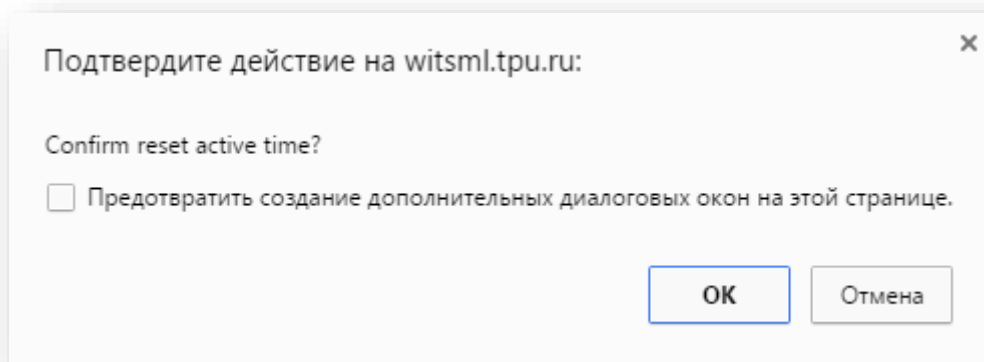 Подтвердите действие на witsml.tpu.ru:
Confirm reset active time?
Предотвратить создание дополнительных диалоговых окон на этой странице.
ОК
Отмена